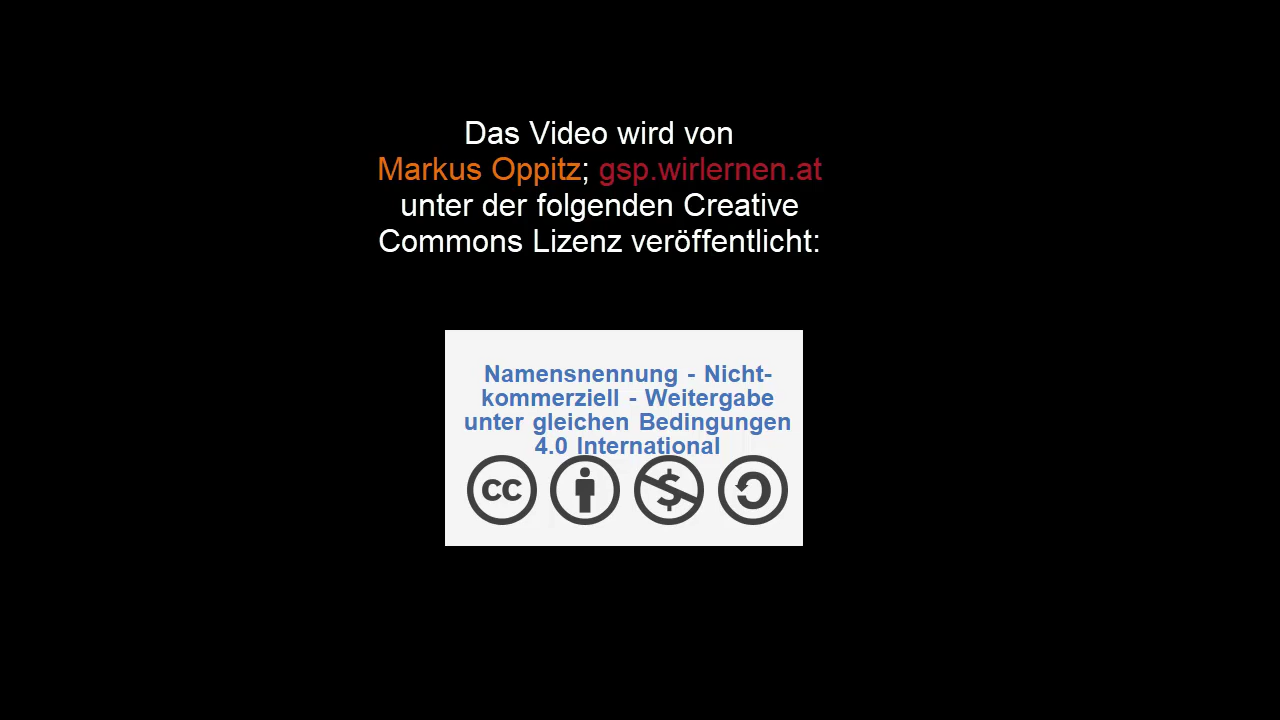 Das Video wird von
Markus Oppitz; gsp.wirlernen.at
unter der folgenden Creative
Commons Lizenz veröffentlicht:
Namensnennung - Nicht-
kommerziell - Weitergabe
unter gleichen Bedingungen
4.0 International
cc